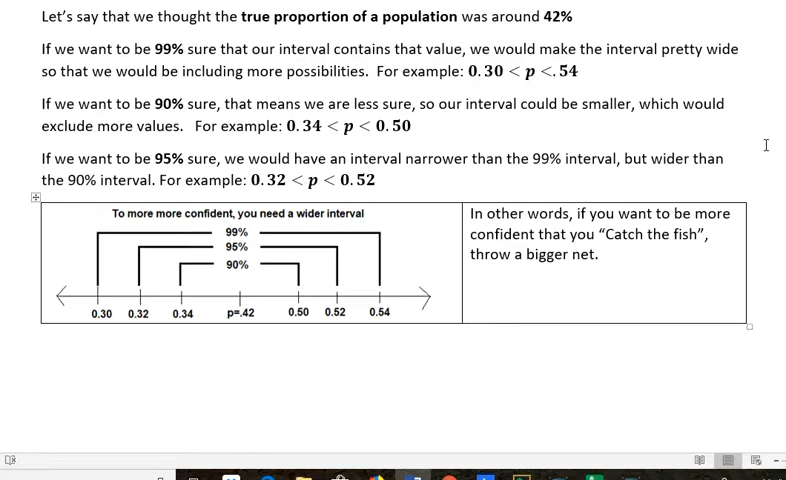 Let's say that we thought the true proportion of a population was around 42%
If we want to be 99% sure that our interval contains that value, we would make the interval pretty wide
so that we would be including more possibilities. For example: 0.30 < p <.54
If we want to be 90% sure, that means we are less sure, so our interval could be smaller, which would
exclude more values. For example: 0.34 < p < 0.50
If we want to be 95% sure, we would have an interval narrower than the 99% interval, but wider than
the 90% interval. For example: 0.32 < p < 0.52
To more more confident, you need a wider interval
99%
95%
90%
0.30 0.32 0.34 p=.42 0.50 0.52 0.54
In other words, if you want to be more
confident that you "Catch the fish",
throw a bigger net.